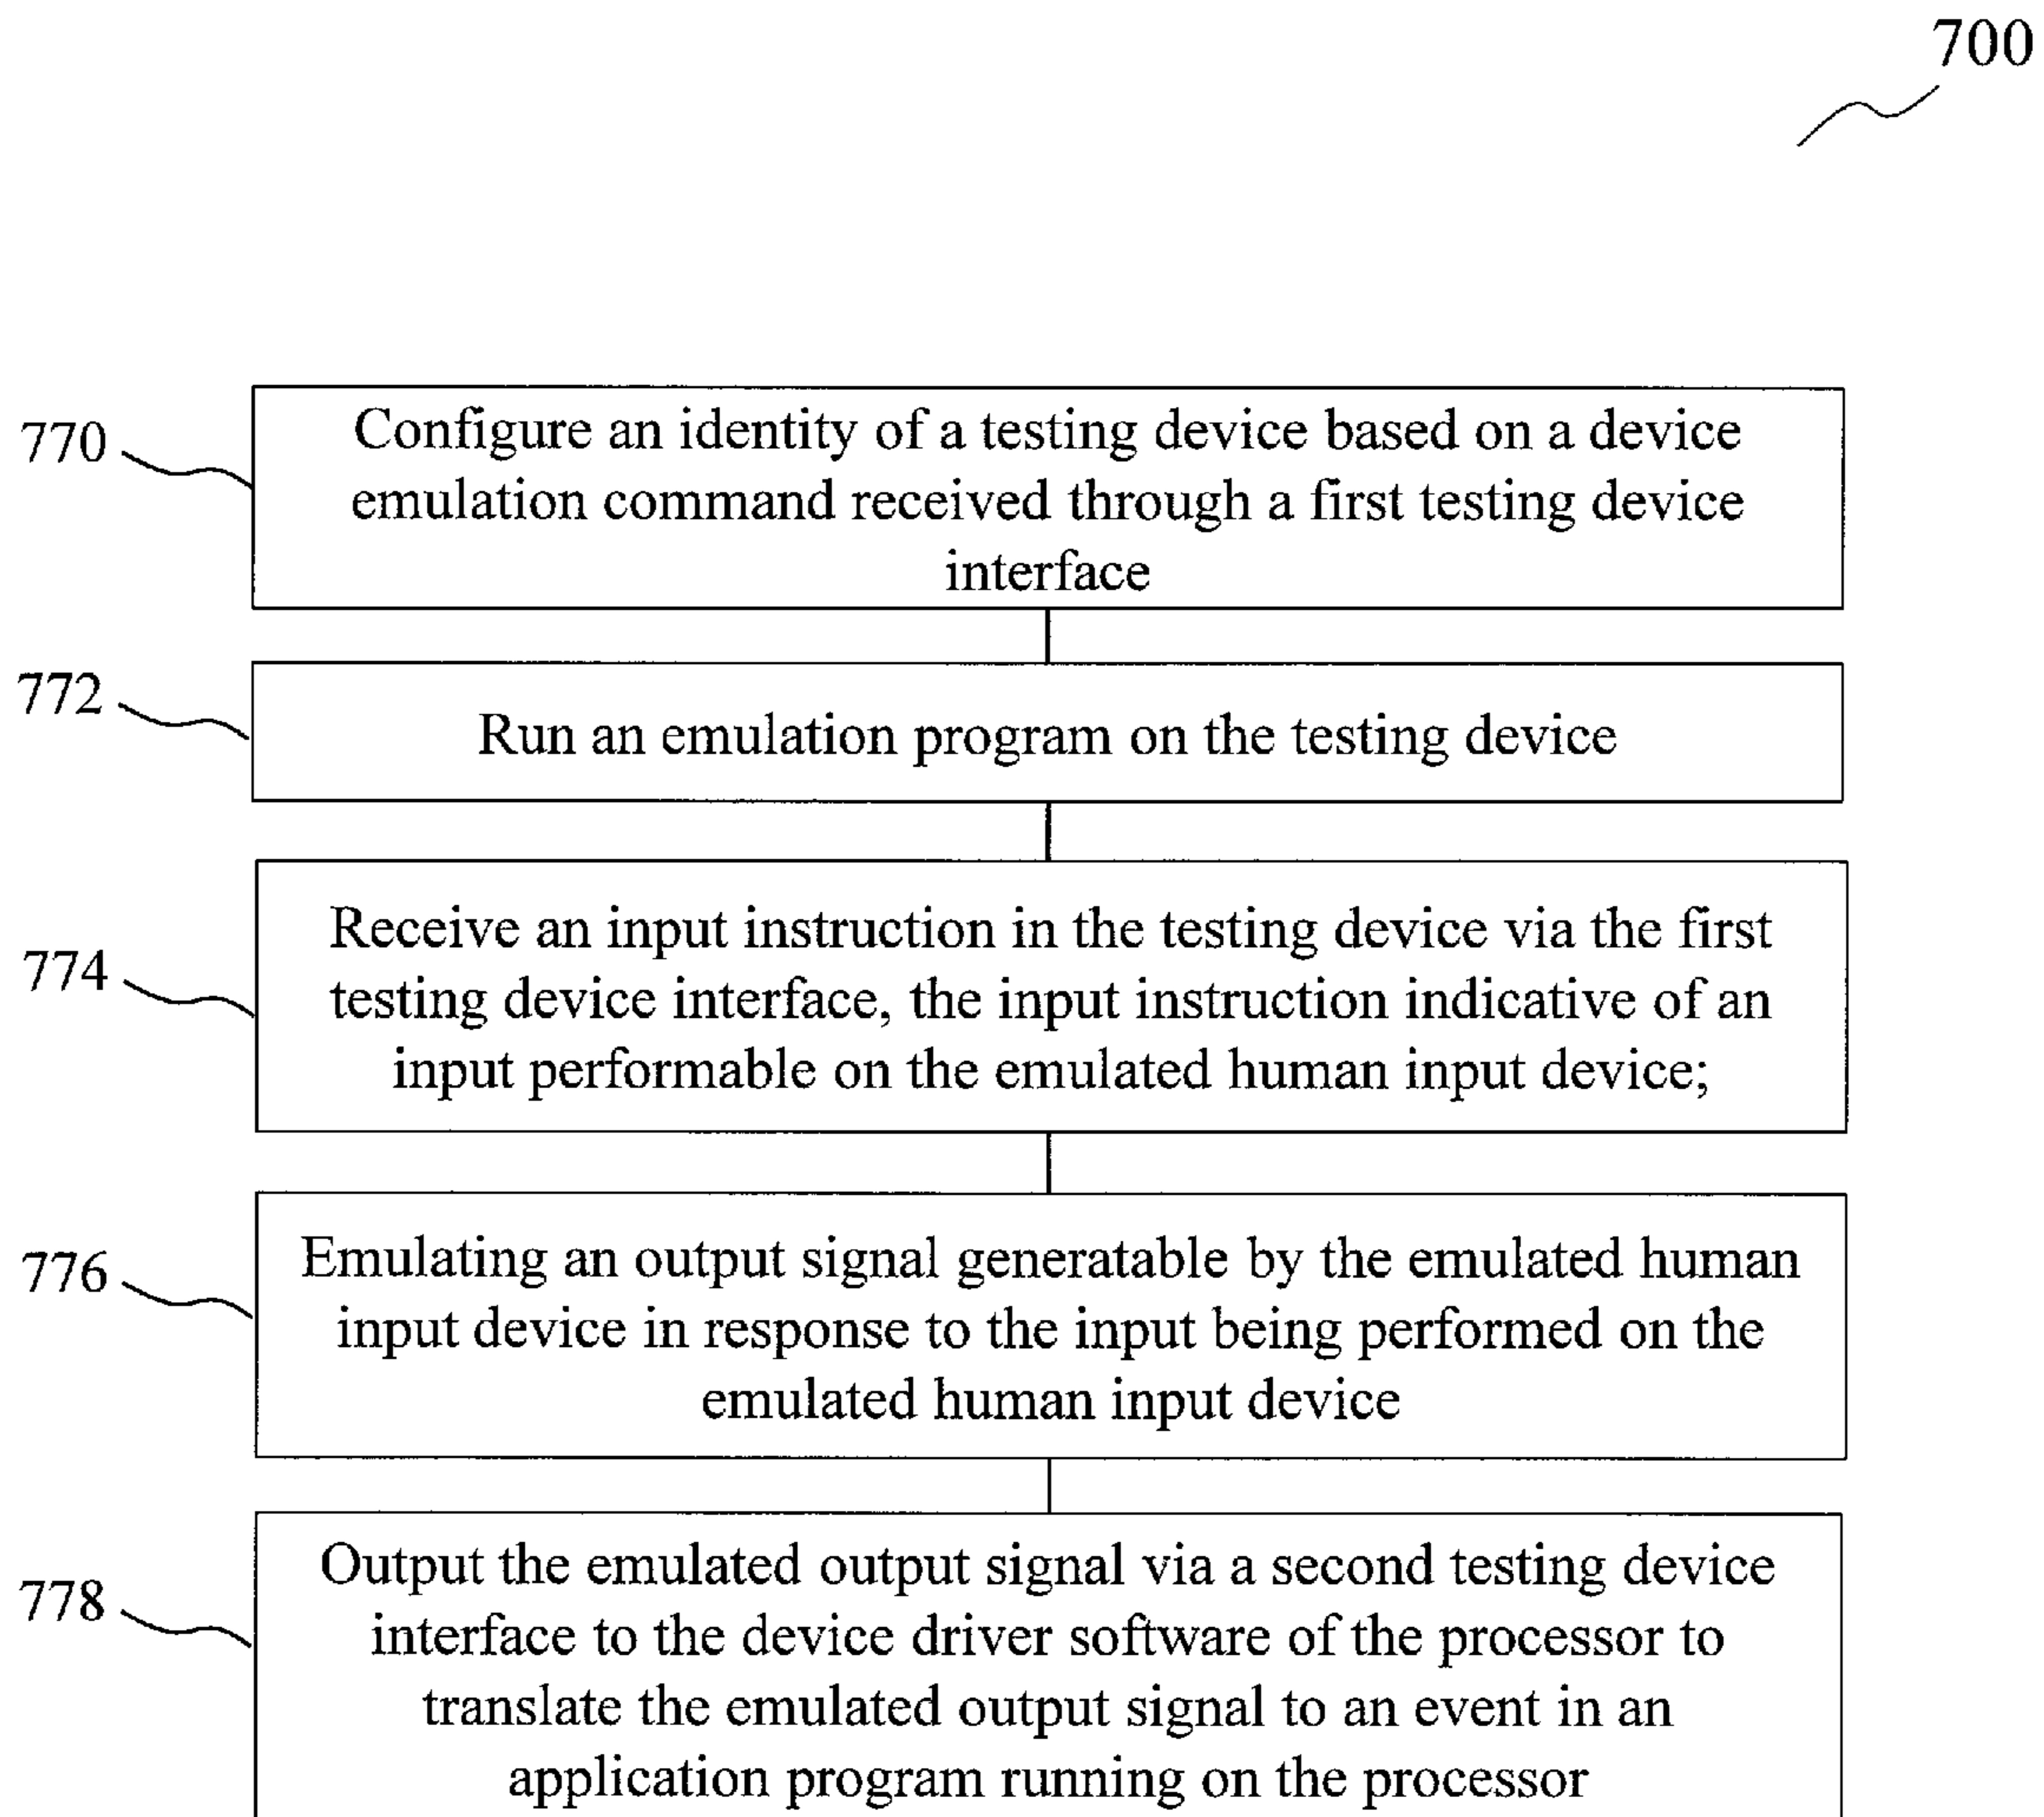 700
770
Configure an identity of a testing device based on a device
emulation command received through a first testing device
interface
772
Run an emulation program on the testing device
774
Receive an input instruction in the testing device via the first
testing device interface, the input instruction indicative of an
input performable on the emulated human input device;
776
Emulating an output signal generatable by the emulated human
input device in response to the input being performed on the
emulated human input device
778
Output the emulated output signal via a second testing device
interface to the device driver software of the processor to
translate the emulated output signal to an event in an
application program running on the processor